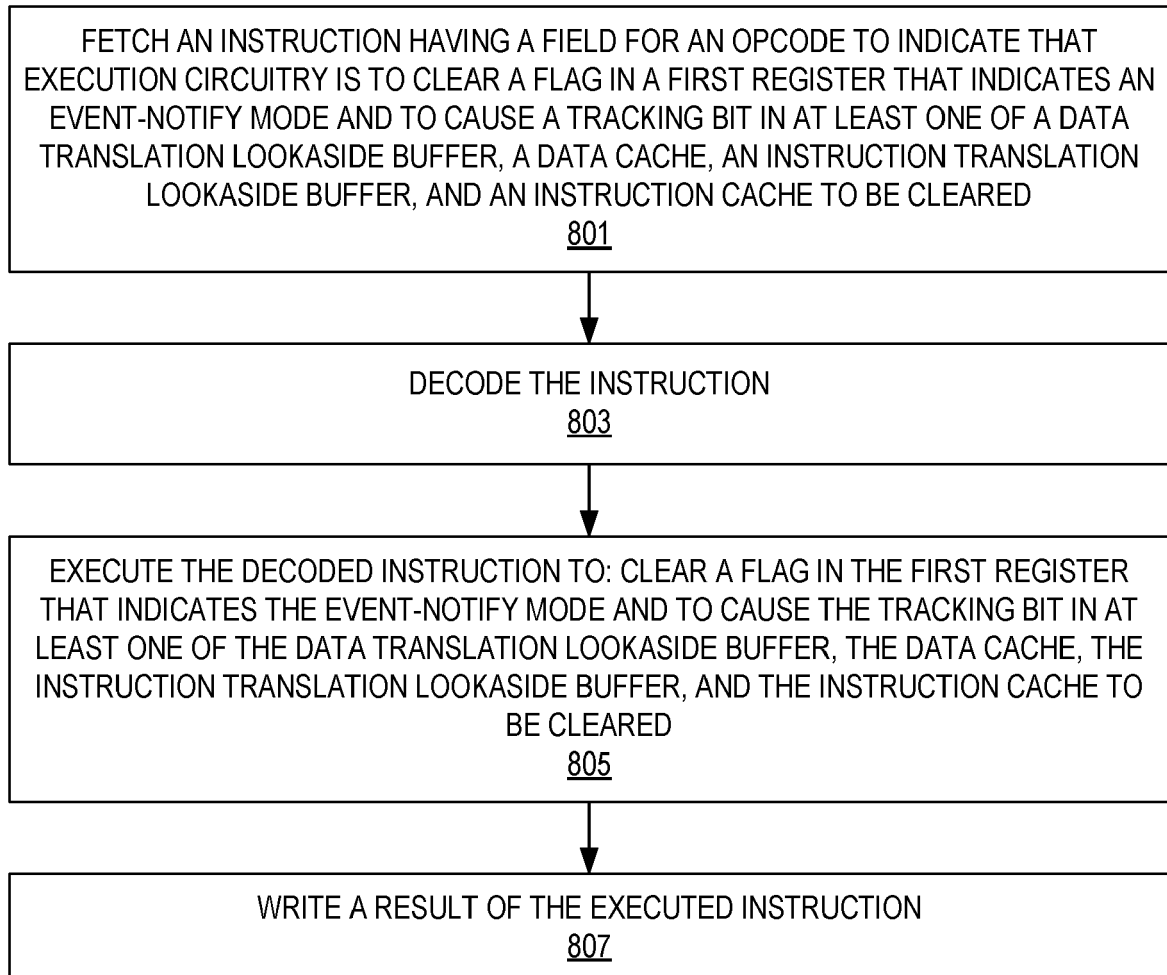 FETCH AN INSTRUCTION HAVING A FIELD FOR AN OPCODE TO INDICATE THAT
EXECUTION CIRCUITRY IS TO CLEAR A FLAG IN A FIRST REGISTER THAT INDICATES AN
EVENT-NOTIFY MODE AND TO CAUSE A TRACKING BIT IN AT LEAST ONE OF A DATA
TRANSLATION LOOKASIDE BUFFER, A DATA CACHE, AN INSTRUCTION TRANSLATION
LOOKASIDE BUFFER, AND AN INSTRUCTION CACHE TO BE CLEARED
801
DECODE THE INSTRUCTION
803
EXECUTE THE DECODED INSTRUCTION TO: CLEAR A FLAG IN THE FIRST REGISTER
THAT INDICATES THE EVENT-NOTIFY MODE AND TO CAUSE THE TRACKING BIT IN AT
LEAST ONE OF THE DATA TRANSLATION LOOKASIDE BUFFER, THE DATA CACHE, THE
INSTRUCTION TRANSLATION LOOKASIDE BUFFER, AND THE INSTRUCTION CACHE TO
BE CLEARED
805
WRITE A RESULT OF THE EXECUTED INSTRUCTION
807